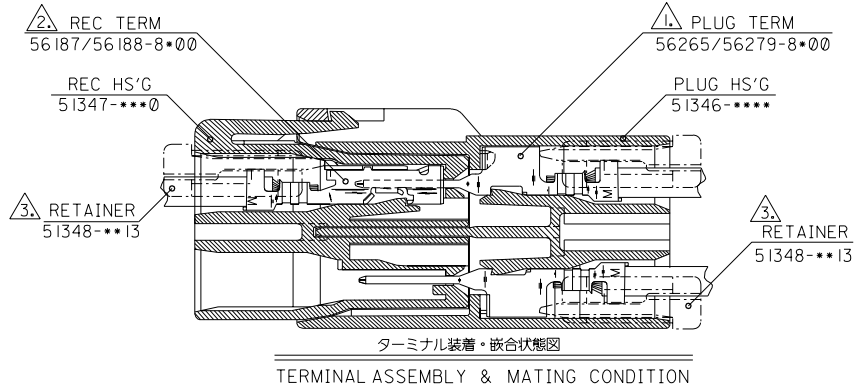 2. REC TERM
56187/56188-8*00
1. PLUG TERM
56265/56279-8*00
REC HS'G
51347-***0
PLUG HS'G
51346-****
3. RETAINER
51348-**13
3.
RETAINER
51348-**13
M
M
M
M
ターミナル装着・嵌合状態図
TERMINAL ASSEMBLY & MATING CONDITION